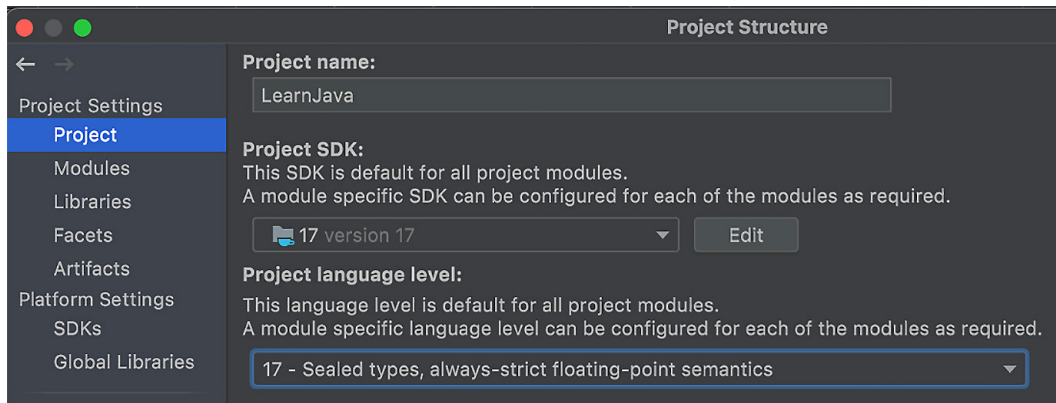 Project Structure
Project Settings
Project
Modules
Libraries
Facets
Artifacts
Platform Settings
SDKs
Global Libraries
Project name:
LearnJava
Project SDK:
This SDK is default for all project modules.
A module specific SDK can be configured for each of the modules as required.
17 version 17
Edit
Project language level:
This language level is default for all project modules.
A module specific language level can be configured for each of the modules as required.
17 - Sealed types, always-strict floating-point semantics